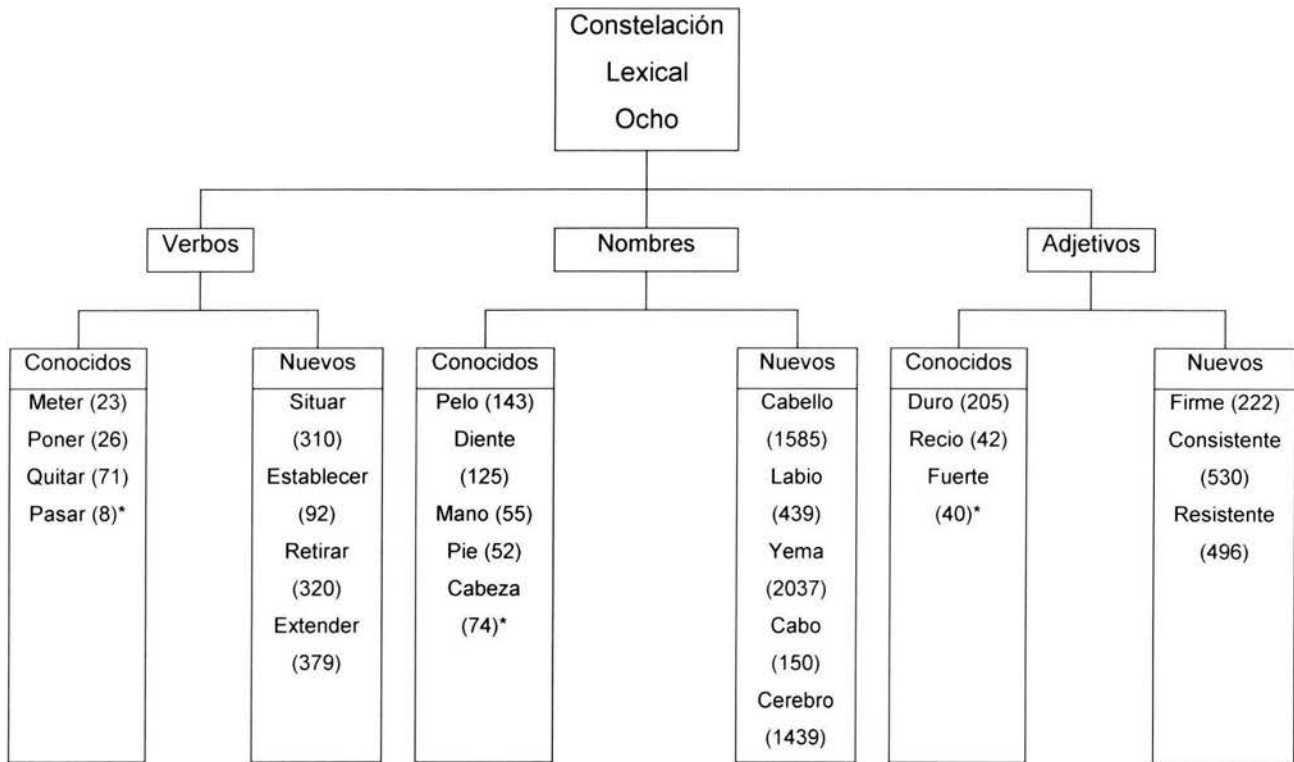 Constelación
Lexical
Ocho
Verbos
Nombres
Adjetivos
Conocidos
Meter (23)
Poner (26)
Quitar (71)
Pasar (8)*
Nuevos
Situar
(310)
Establecer
(92)
Retirar
(320)
Extender
(379)
Conocidos
Pelo (143)
Diente
(125)
Mano (55)
Pie (52)
Cabeza
(74)*
Nuevos
Cabello
(1585)
Labio
(439)
Yema
(2037)
Cabo
(150)
Cerebro
(1439)
Conocidos
Duro (205)
Recio (42)
Fuerte
(40)*
Nuevos
Firme (222)
Consistente
(530)
Resistente
(496)